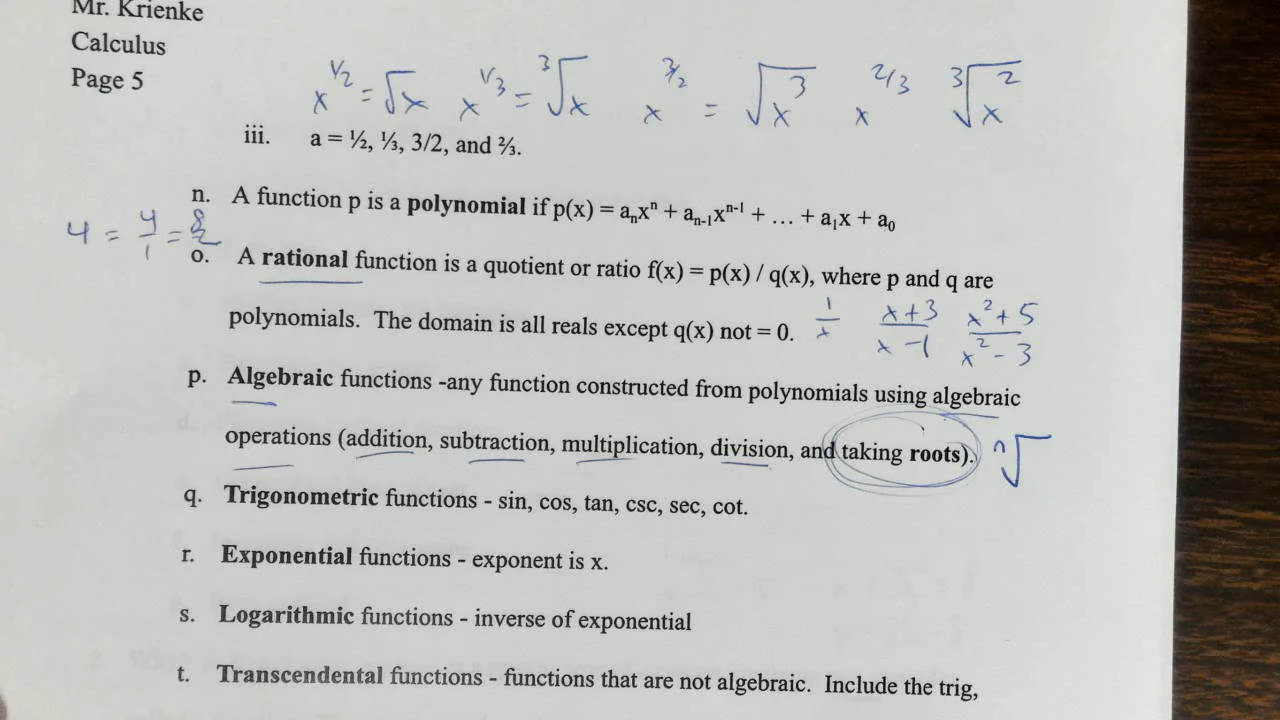 Mr. Krienke
Calculus
Page 5
x^1/2 = √x x^1/3 = ³√x x^3/2 = √x³ x^2/3 ³√x²
iii. a = ½, ⅓, 3/2, and ⅔.
n. A function p is a polynomial if p(x) = aₙxⁿ + aₙ₋₁xⁿ⁻¹ + … + a₁x + a₀
4 = 4/1 = 8/2
o. A rational function is a quotient or ratio f(x) = p(x) / q(x), where p and q are
polynomials. The domain is all reals except q(x) not = 0. 1/x x+3/x-1 x²+5/x²-3
p. Algebraic functions -any function constructed from polynomials using algebraic
operations (addition, subtraction, multiplication, division, and taking roots). ⁿ√
q. Trigonometric functions - sin, cos, tan, csc, sec, cot.
r. Exponential functions - exponent is x.
s. Logarithmic functions - inverse of exponential
t. Transcendental functions - functions that are not algebraic. Include the trig,